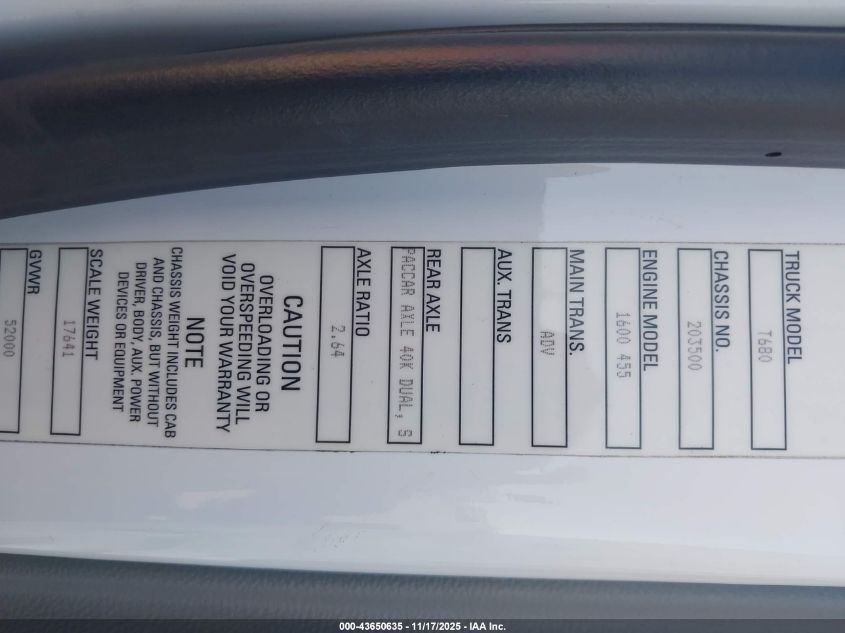 TRUCK MODEL
T680
CHASSIS NO.
203500
ENGINE MODEL
1600 455
MAIN TRANS.
ADV
AUX. TRANS
REAR AXLE
PACCAR AXLE 40K DUAL, S
AXLE RATIO
2.64
CAUTION
OVERLOADING OR
OVERSPEEDING WILL
VOID YOUR WARRANTY
NOTE
CHASSIS WEIGHT INCLUDES CAB
AND CHASSIS, BUT WITHOUT
DRIVER, BODY, AUX. POWER
DEVICES OR EQUIPMENT
SCALE WEIGHT
17641
GVWR
52000
000-43650635 - 11/17/2025 - IAA Inc.